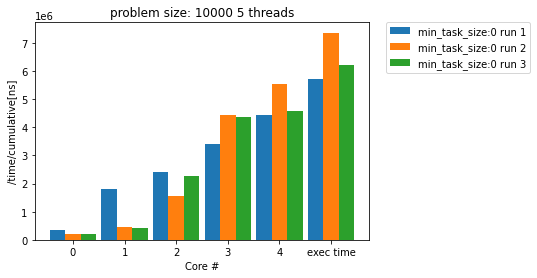 problem size: 10000 5 threads
1e6
7
6
5
4
3
2
1
0
/time/cumulative[ns]
0 1 2 3 4 exec time
Core #
min_task_size:0 run 1
min_task_size:0 run 2
min_task_size:0 run 3